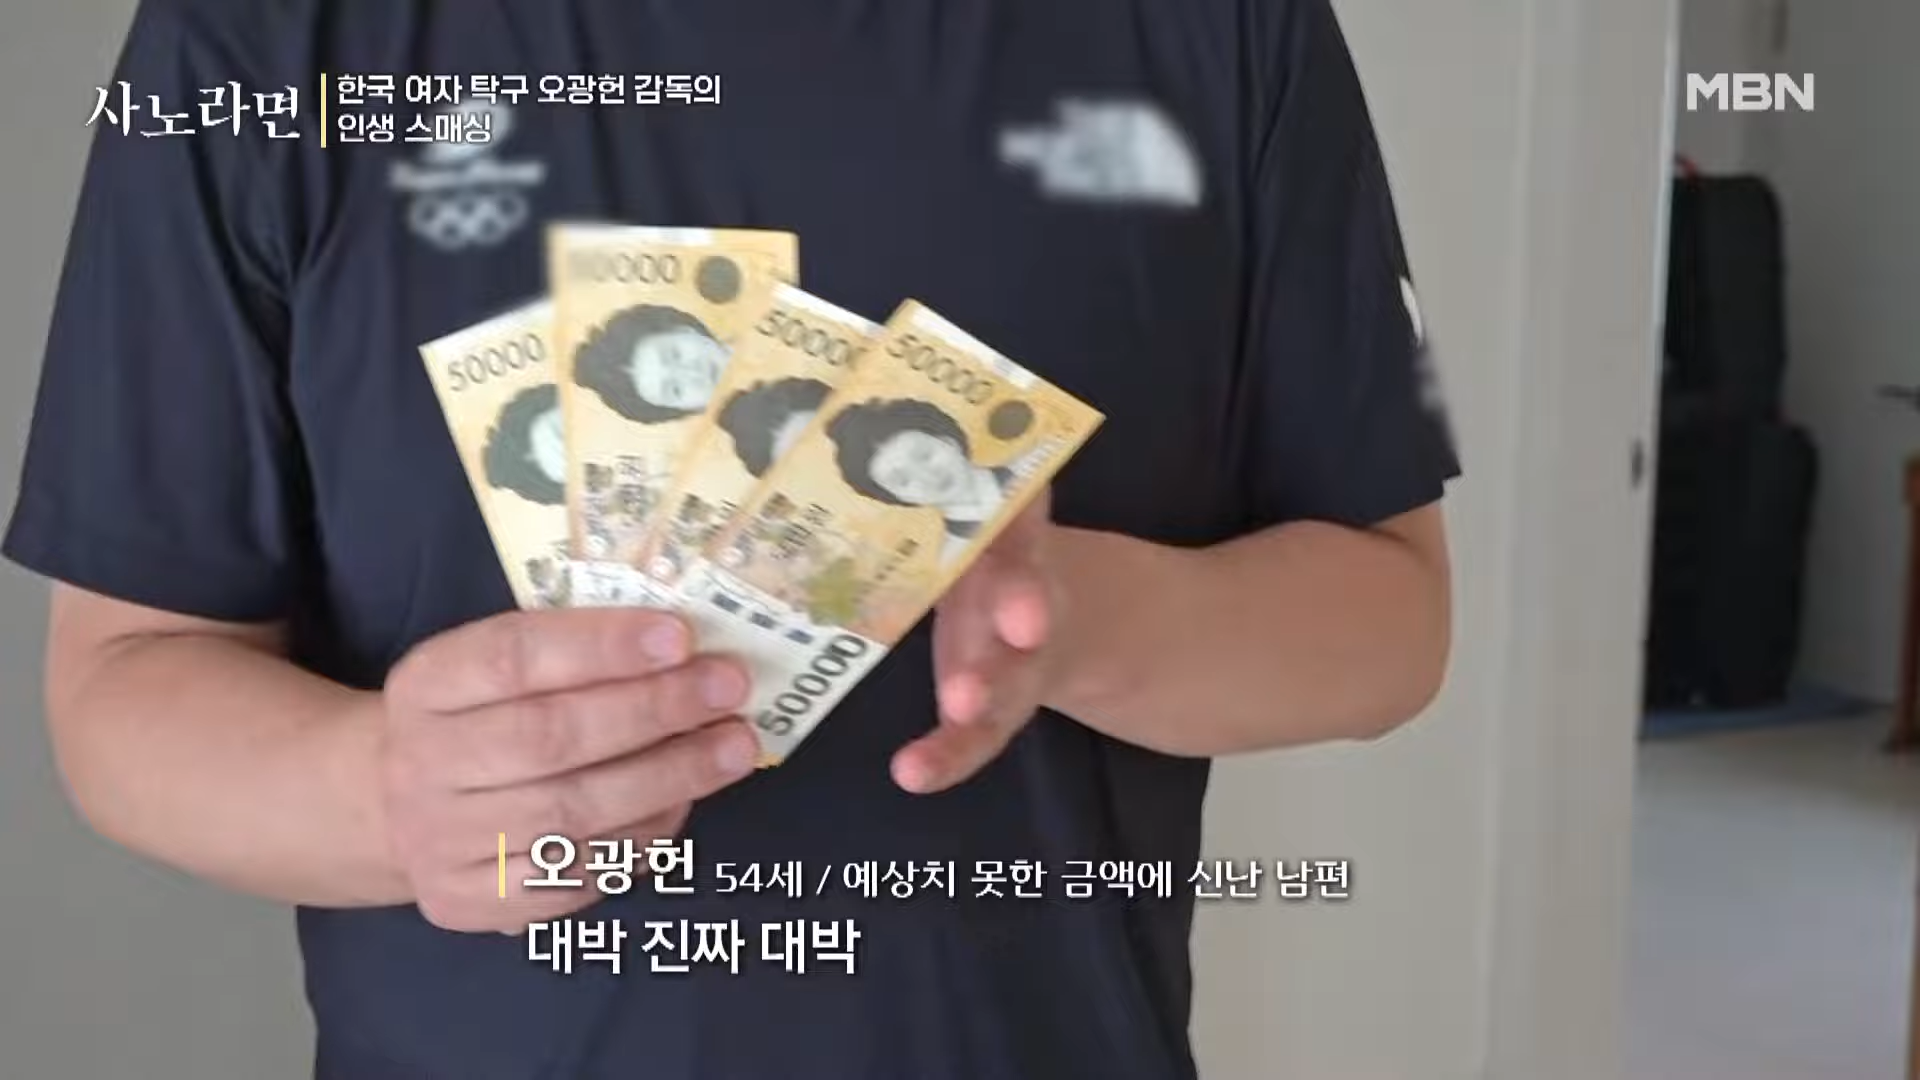 사노라면
한국 여자 탁구 오광헌 감독의
인생 스매싱
MBN
50000
50000
50000
50000
오광헌 54세 / 예상치 못한 금액에 신난 남편
대박 진짜 대박